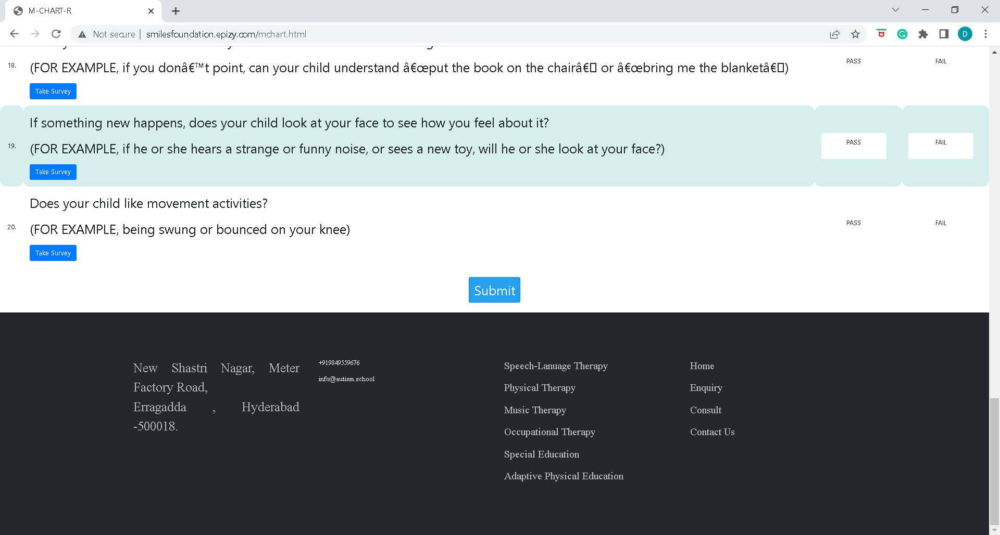 M-CHART-R
Not secure
smilesfoundation.epizy.com/mchart.html
D
18.
(FOR EXAMPLE, if you donâ€™t point, can your child understand â€œput the book on the chairâ€ or â€œbring me the blanketâ€)
PASS
FAIL
Take Survey
If something new happens, does your child look at your face to see how you feel about it?
19.
(FOR EXAMPLE, if he or she hears a strange or funny noise, or sees a new toy, will he or she look at your face?)
PASS
FAIL
Take Survey
Does your child like movement activities?
20.
(FOR EXAMPLE, being swung or bounced on your knee)
PASS
FAIL
Take Survey
Submit
New Shastri Nagar, Meter
Factory Road,
Erragadda , Hyderabad
-500018.
+919849559676
info@autism.school
Speech-Lanuage Therapy
Physical Therapy
Music Therapy
Occupational Therapy
Special Education
Adaptive Physical Education
Home
Enquiry
Consult
Contact Us